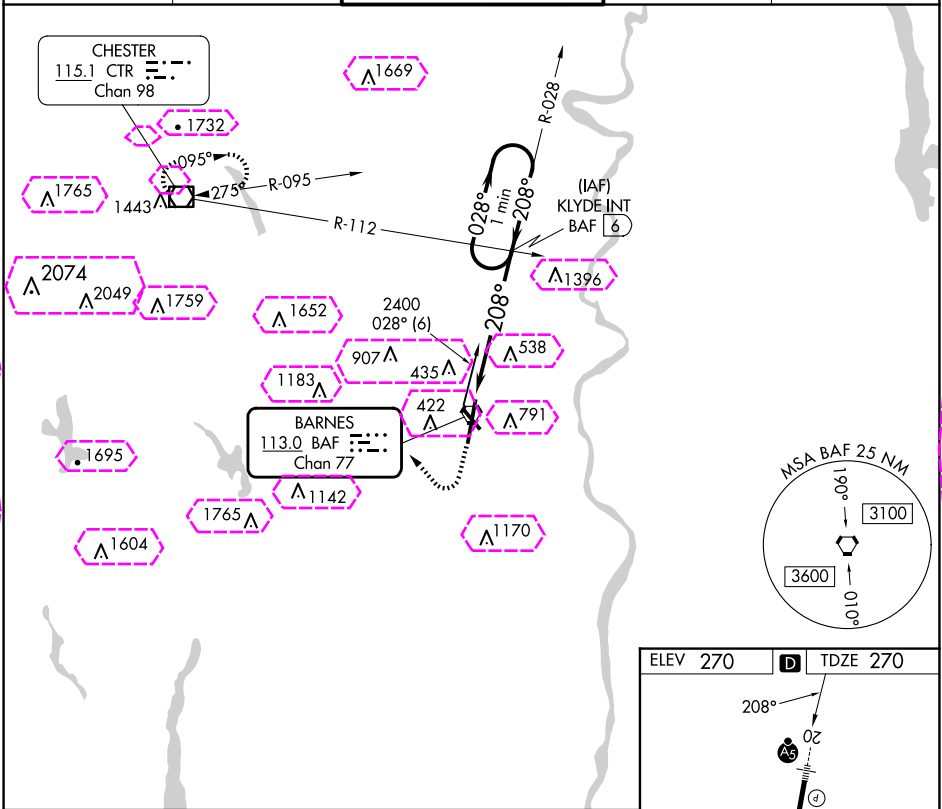 CHESTER
115.1 CTR
Chan 98
1669
1732
095°
275°
R-095
R-028
1765
1443
R-112
028°
1 min
208°
(IAF)
KLYDE INT
BAF 6
1396
2074
2049
1759
1652
2400
028° (6)
208°
907
435
538
1183
422
791
BARNES
113.0 BAF
Chan 77
1695
1142
1765
1604
1170
MSA BAF 25 NM
190°
3100
3600
010°
ELEV 270
D
TDZE 270
208°
20
A5
P